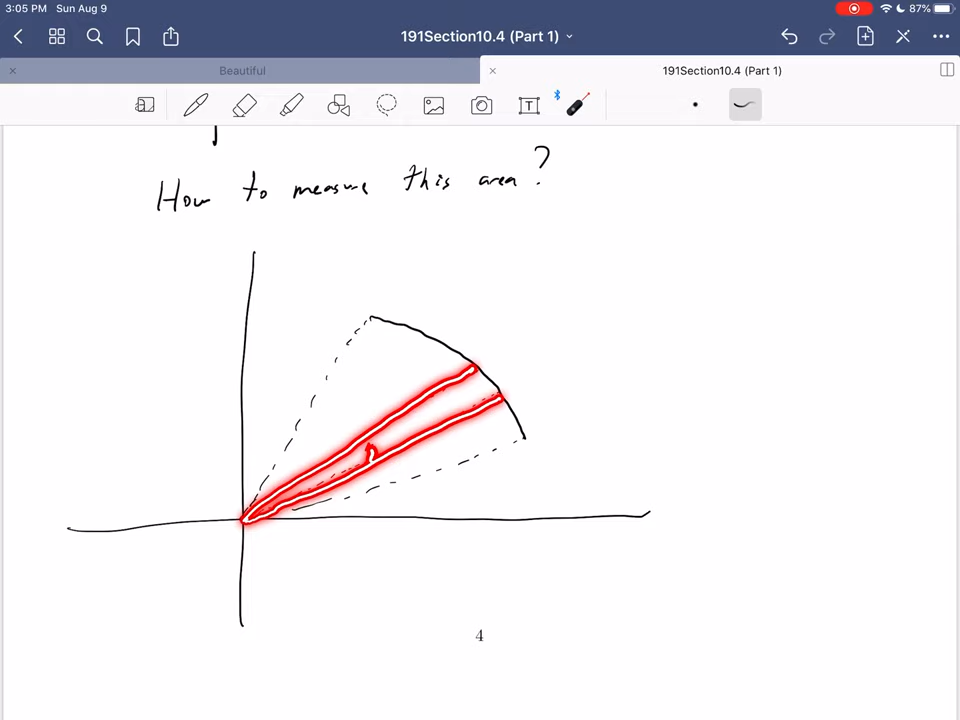 3:05 PM Sun Aug 9
87%
191Section10.4 (Part 1)
Beautiful
191Section10.4 (Part 1)
T
How to measure this area?
4